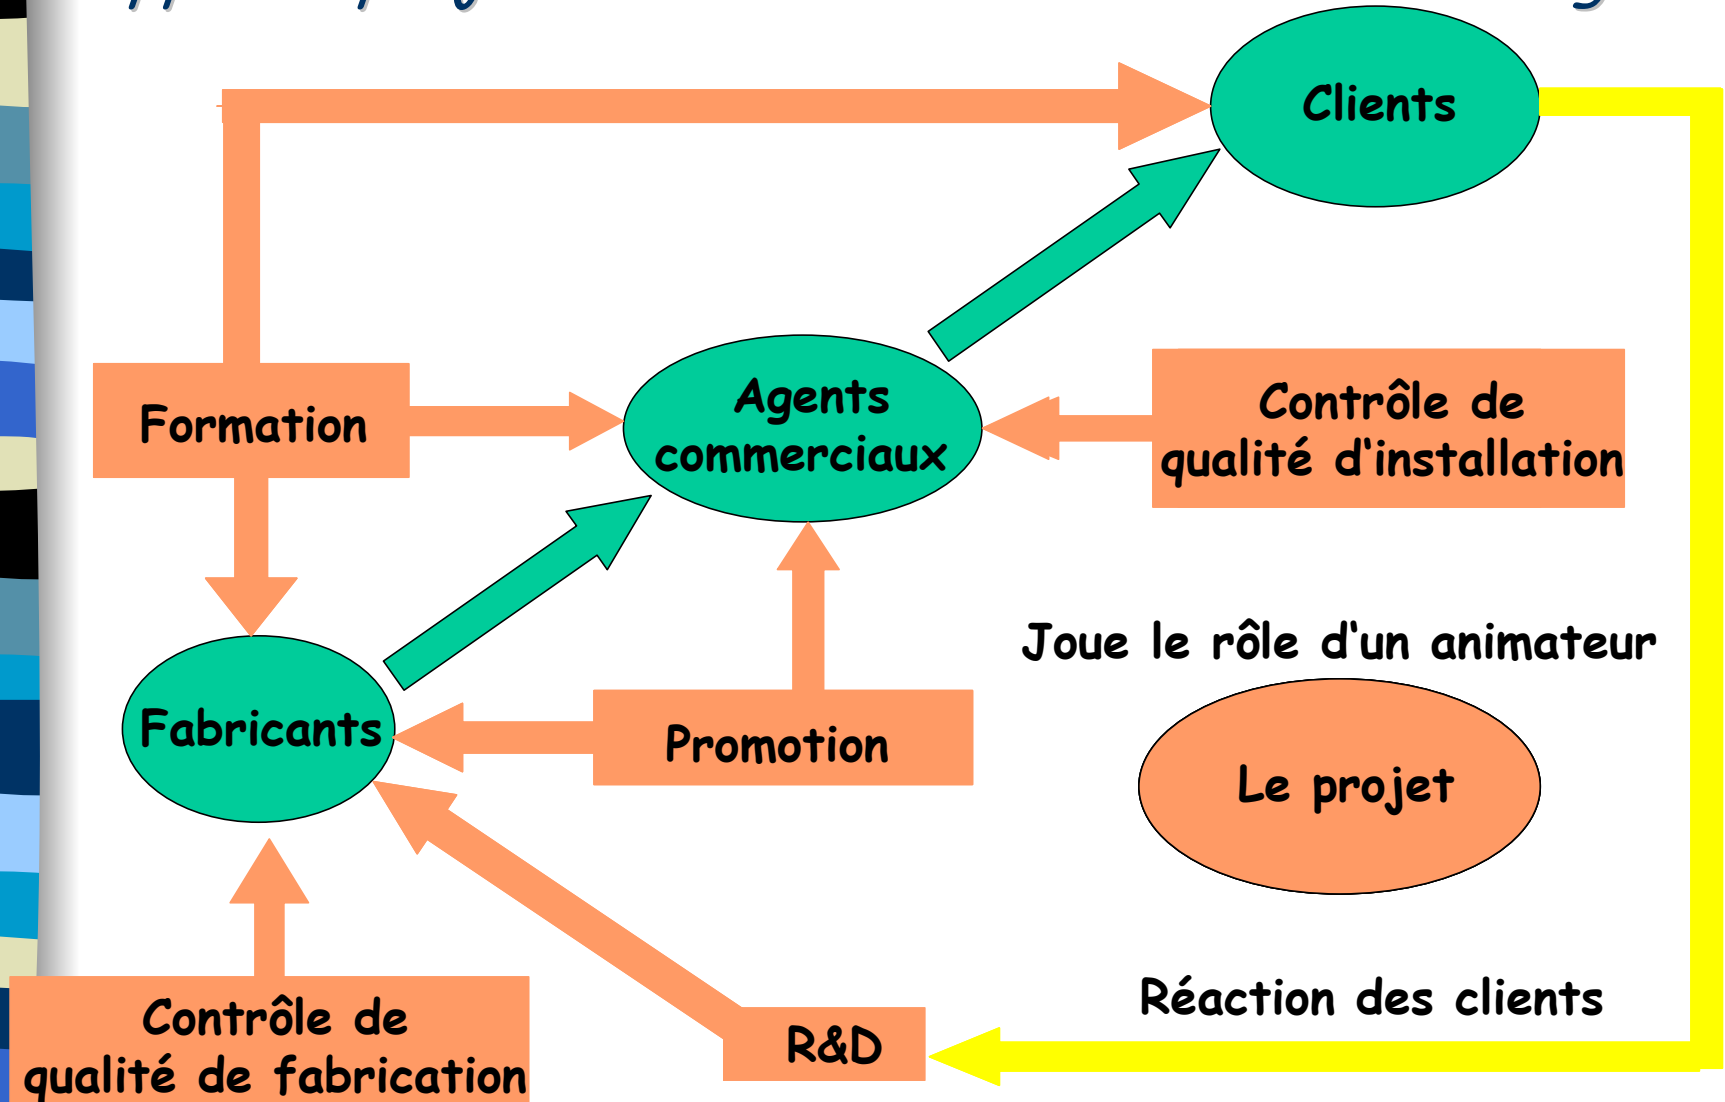 Clients
Agents
commerciaux
Contrôle de
qualité d'installation
Formation
Joue le rôle d'un animateur
Fabricants
Promotion
Le projet
Réaction des clients
Contrôle de
qualité de fabrication
R&D